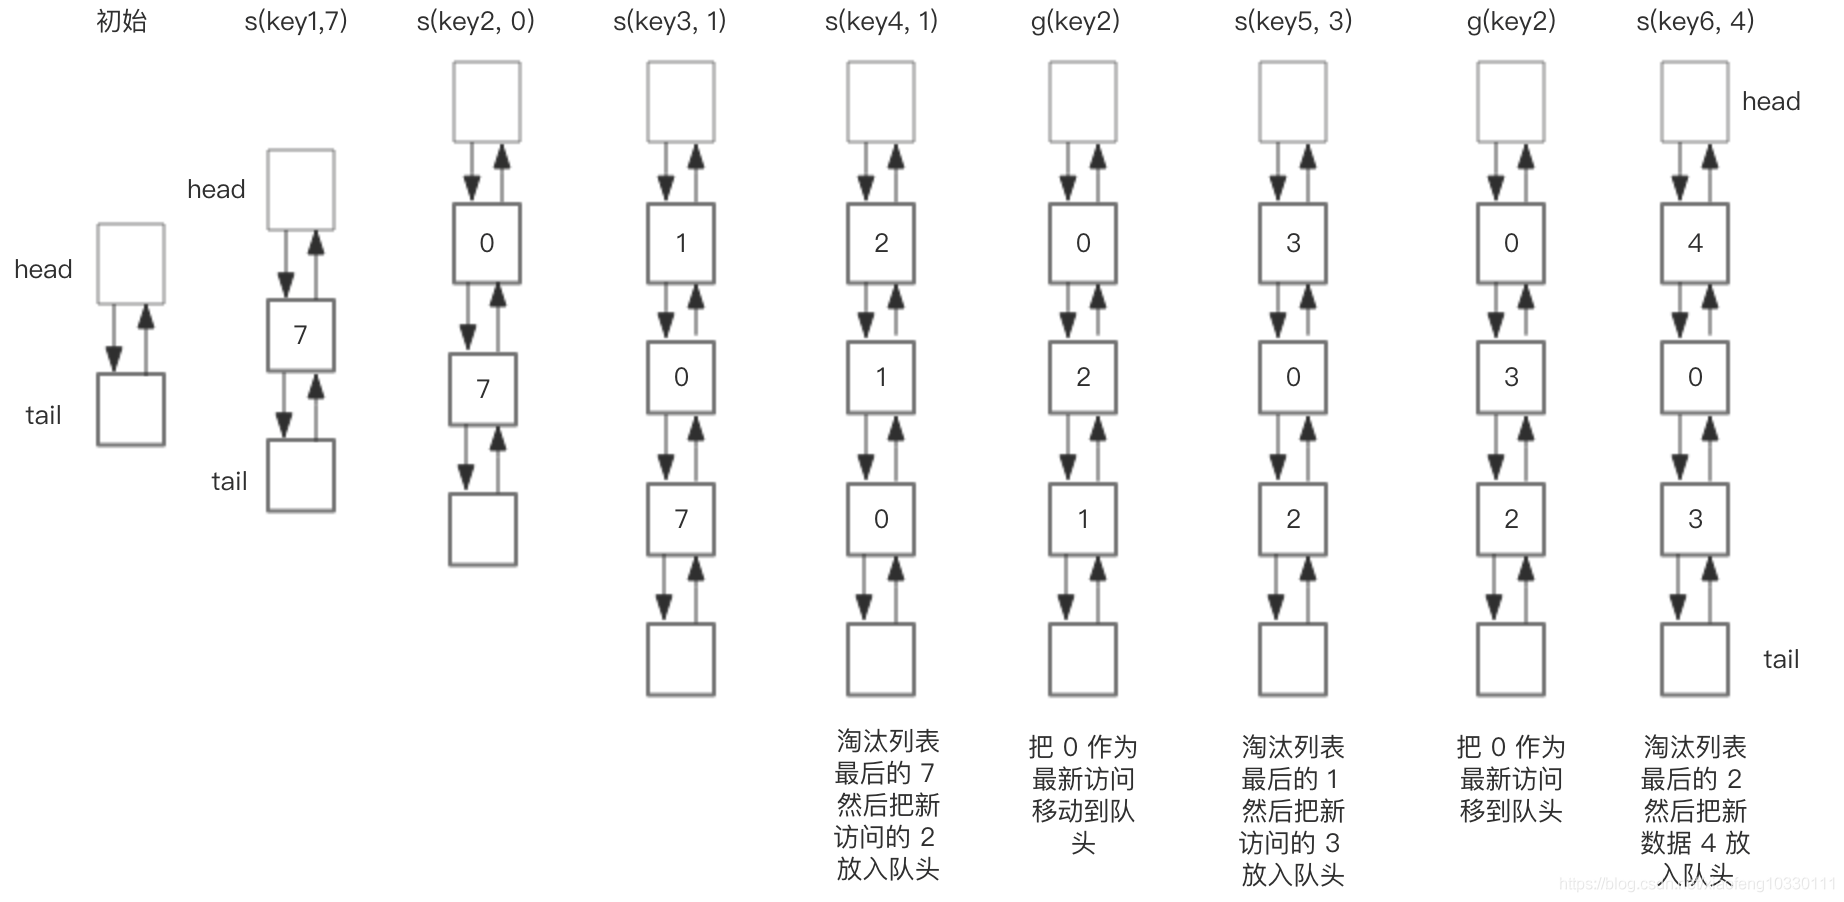 初始
s(key1,7)
s(key2, 0)
s(key3, 1)
s(key4, 1)
g(key2)
s(key5, 3)
g(key2)
s(key6, 4)
head
tail
head
7
tail
0
7
1
0
7
2
1
0
0
2
1
3
0
2
0
3
2
head
4
0
3
tail
淘汰列表
最后的 7
然后把新
访问的 2
放入队头
把 0 作为
最新访问
移动到队
头
淘汰列表
最后的 1
然后把新
访问的 3
放入队头
把 0 作为
最新访问
移到队头
淘汰列表
最后的 2
然后把新
数据 4 放
入队头